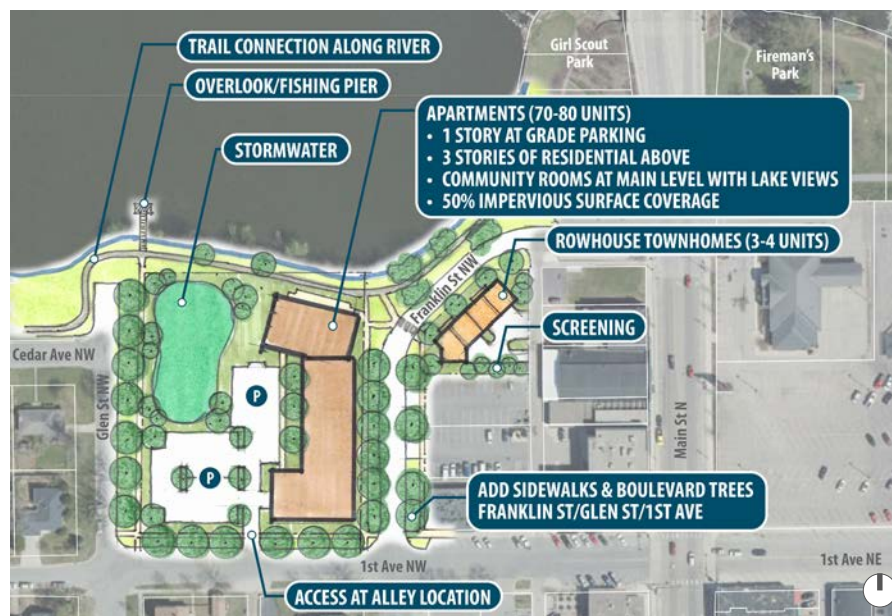 TRAIL CONNECTION ALONG RIVER
OVERLOOK/FISHING PIER
STORMWATER
Girl Scout
Park
Fireman's
Park
APARTMENTS (70-80 UNITS)
• 1 STORY AT GRADE PARKING
• 3 STORIES OF RESIDENTIAL ABOVE
• COMMUNITY ROOMS AT MAIN LEVEL WITH LAKE VIEWS
• 50% IMPERVIOUS SURFACE COVERAGE
ROWHOUSE TOWNHOMES (3-4 UNITS)
Franklin St NW
SCREENING
Cedar Ave NW
Glen St NW
P
P
Main St N
ADD SIDEWALKS & BOULEVARD TREES
FRANKLIN ST/GLEN ST/1ST AVE
1st Ave NW
1st Ave NE
ACCESS AT ALLEY LOCATION